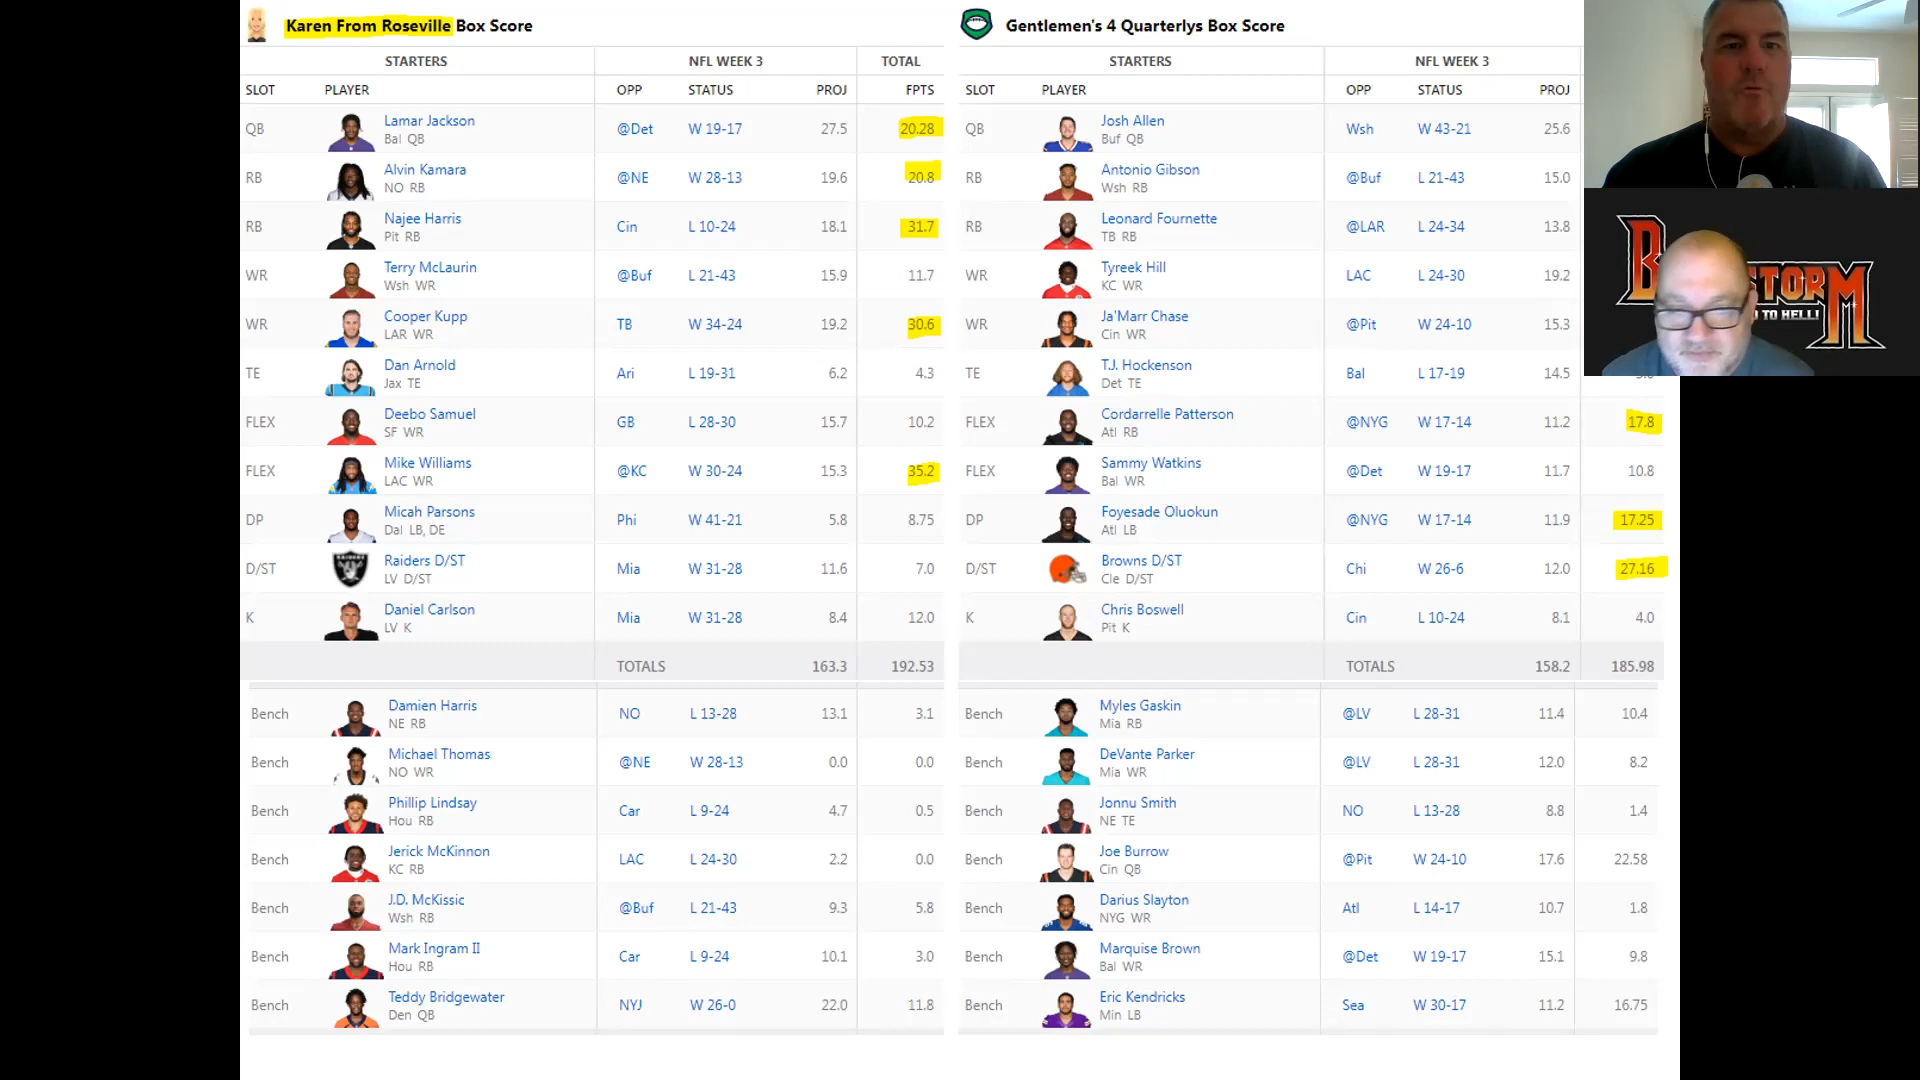 Karen From Roseville Box Score
STARTERS NFL WEEK 3 TOTAL
SLOT PLAYER OPP STATUS PROJ FPTS
QB Lamar Jackson @Det W 19-17 27.5 20.28
Bal QB
RB Alvin Kamara @NE W 28-13 19.6 20.8
NO RB
RB Najee Harris Cin L 10-24 18.1 31.7
Pit RB
WR Terry McLaurin @Buf L 21-43 15.9 11.7
Wsh WR
WR Cooper Kupp TB W 34-24 19.2 30.6
LAR WR
TE Dan Arnold Ari L 19-31 6.2 4.3
Jax TE
FLEX Deebo Samuel GB L 28-30 15.7 10.2
SF WR
FLEX Mike Williams @KC W 30-24 15.3 35.2
LAC WR
DP Micah Parsons Phi W 41-21 5.8 8.75
Dal LB, DE
D/ST Raiders D/ST Mia W 31-28 11.6 7.0
LV D/ST
K Daniel Carlson Mia W 31-28 8.4 12.0
LV K
TOTALS 163.3 192.53
Bench Damien Harris NO L 13-28 13.1 3.1
NE RB
Bench Michael Thomas @NE W 28-13 0.0 0.0
NO WR
Bench Phillip Lindsay Car L 9-24 4.7 0.5
Hou RB
Bench Jerick McKinnon LAC L 24-30 2.2 0.0
KC RB
Bench J.D. McKissic @Buf L 21-43 9.3 5.8
Wsh RB
Bench Mark Ingram II Car L 9-24 10.1 3.0
Hou RB
Bench Teddy Bridgewater NYJ W 26-0 22.0 11.8
Den QB
Gentlemen's 4 Quarterlys Box Score
STARTERS NFL WEEK 3
SLOT PLAYER OPP STATUS PROJ
QB Josh Allen Wsh W 43-21 25.6
Buf QB
RB Antonio Gibson @Buf L 21-43 15.0
Wsh RB
RB Leonard Fournette @LAR L 24-34 13.8
TB RB
WR Tyreek Hill LAC L 24-30 19.2
KC WR
WR Ja'Marr Chase @Pit W 24-10 15.3
Cin WR
TE T.J. Hockenson Bal L 17-19 14.5
Det TE
FLEX Cordarrelle Patterson @NYG W 17-14 11.2 17.8
Atl RB
FLEX Sammy Watkins @Det W 19-17 11.7 10.8
Bal WR
DP Foyesade Oluokun @NYG W 17-14 11.9 17.25
Atl LB
D/ST Browns D/ST Chi W 26-6 12.0 27.16
Cle D/ST
K Chris Boswell Cin L 10-24 8.1 4.0
Pit K
TOTALS 158.2 185.98
Bench Myles Gaskin @LV L 28-31 11.4 10.4
Mia RB
Bench DeVante Parker @LV L 28-31 12.0 8.2
Mia WR
Bench Jonnu Smith NO L 13-28 8.8 1.4
NE TE
Bench Joe Burrow @Pit W 24-10 17.6 22.58
Cin QB
Bench Darius Slayton Atl L 14-17 10.7 1.8
NYG WR
Bench Marquise Brown @Det W 19-17 15.1 9.8
Bal WR
Bench Eric Kendricks Sea W 30-17 11.2 16.75
Min LB
TO HELL!